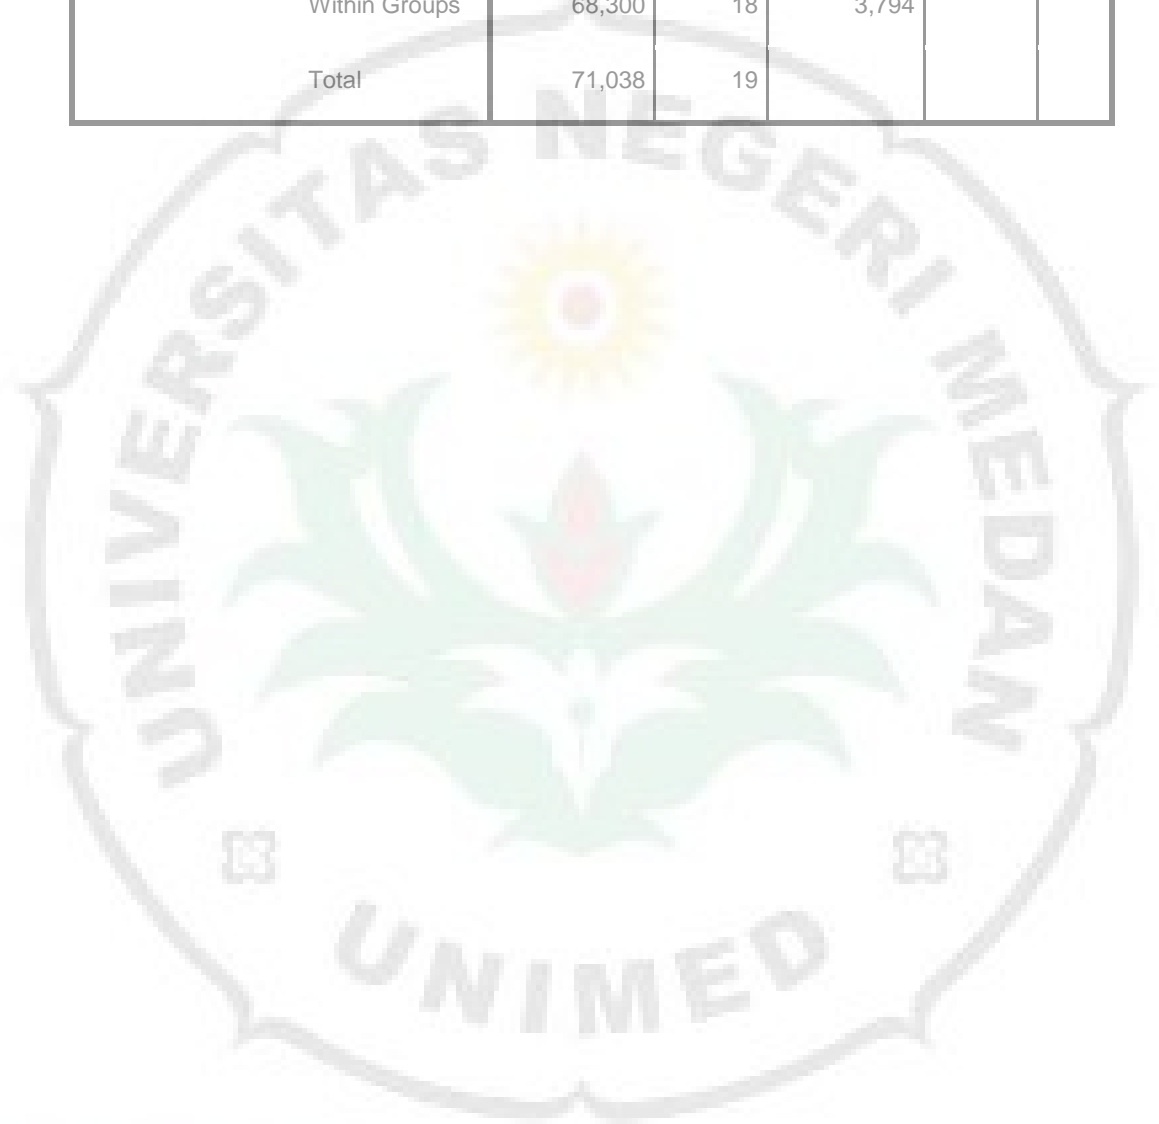 Within Groups 68,300 18 3,794
Total 71,038 19
UNIVERSITAS NEGERI MEDAN
UNIMED